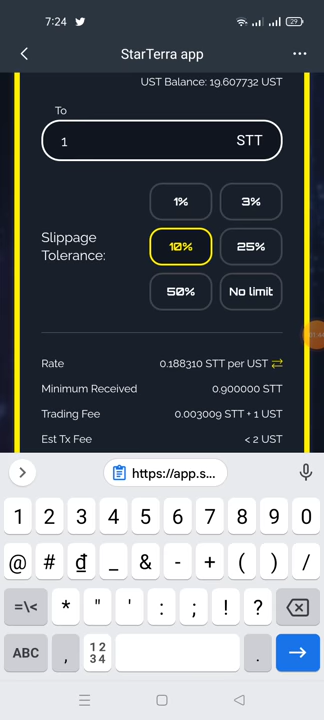 7:24
29
StarTerra app
UST Balance: 19.607732 UST
To
1 STT
1% 3%
Slippage Tolerance:
10% 25%
50% No limit
Rate 0.188310 STT per UST
Minimum Received 0.900000 STT
Trading Fee 0.003009 STT + 1 UST
Est Tx Fee < 2 UST
https://app.s...
1 2 3 4 5 6 7 8 9 0
@ # ₫ _ & - + ( ) /
=\< * " ' : ; ! ?
ABC , 12 34 .